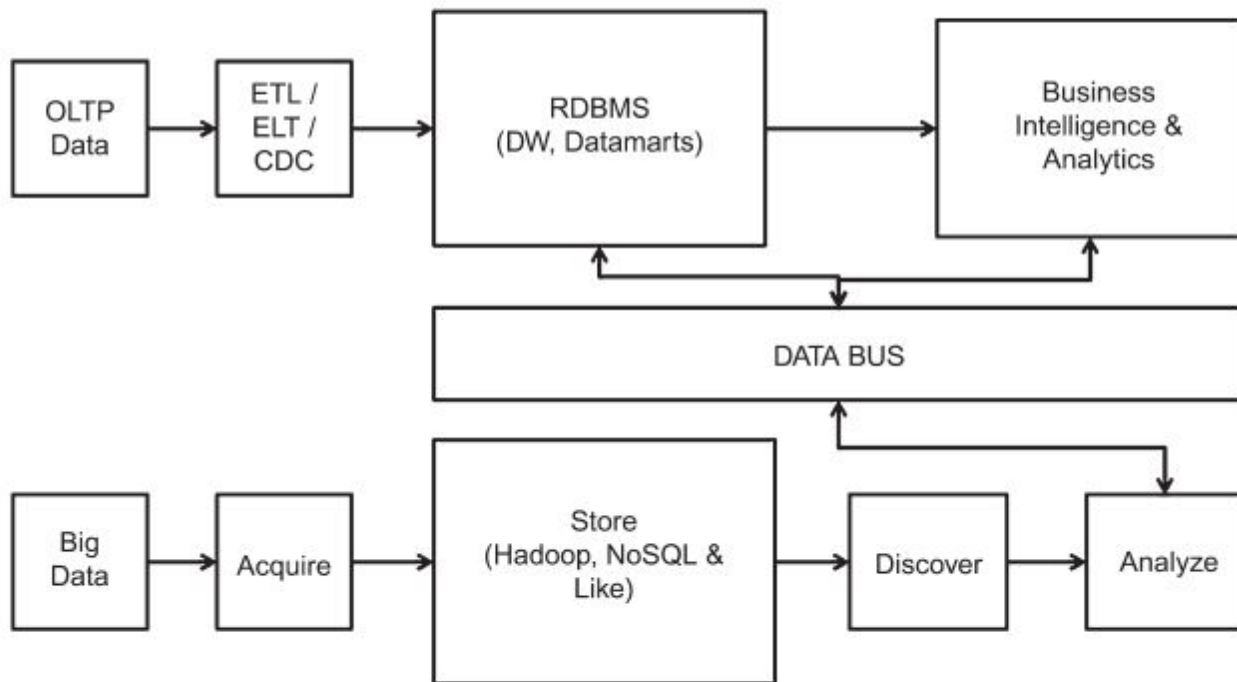 OLTP
Data
ETL /
ELT /
CDC
RDBMS
(DW, Datamarts)
Business
Intelligence &
Analytics
DATA BUS
Big
Data
Acquire
Store
(Hadoop, NoSQL &
Like)
Discover
Analyze